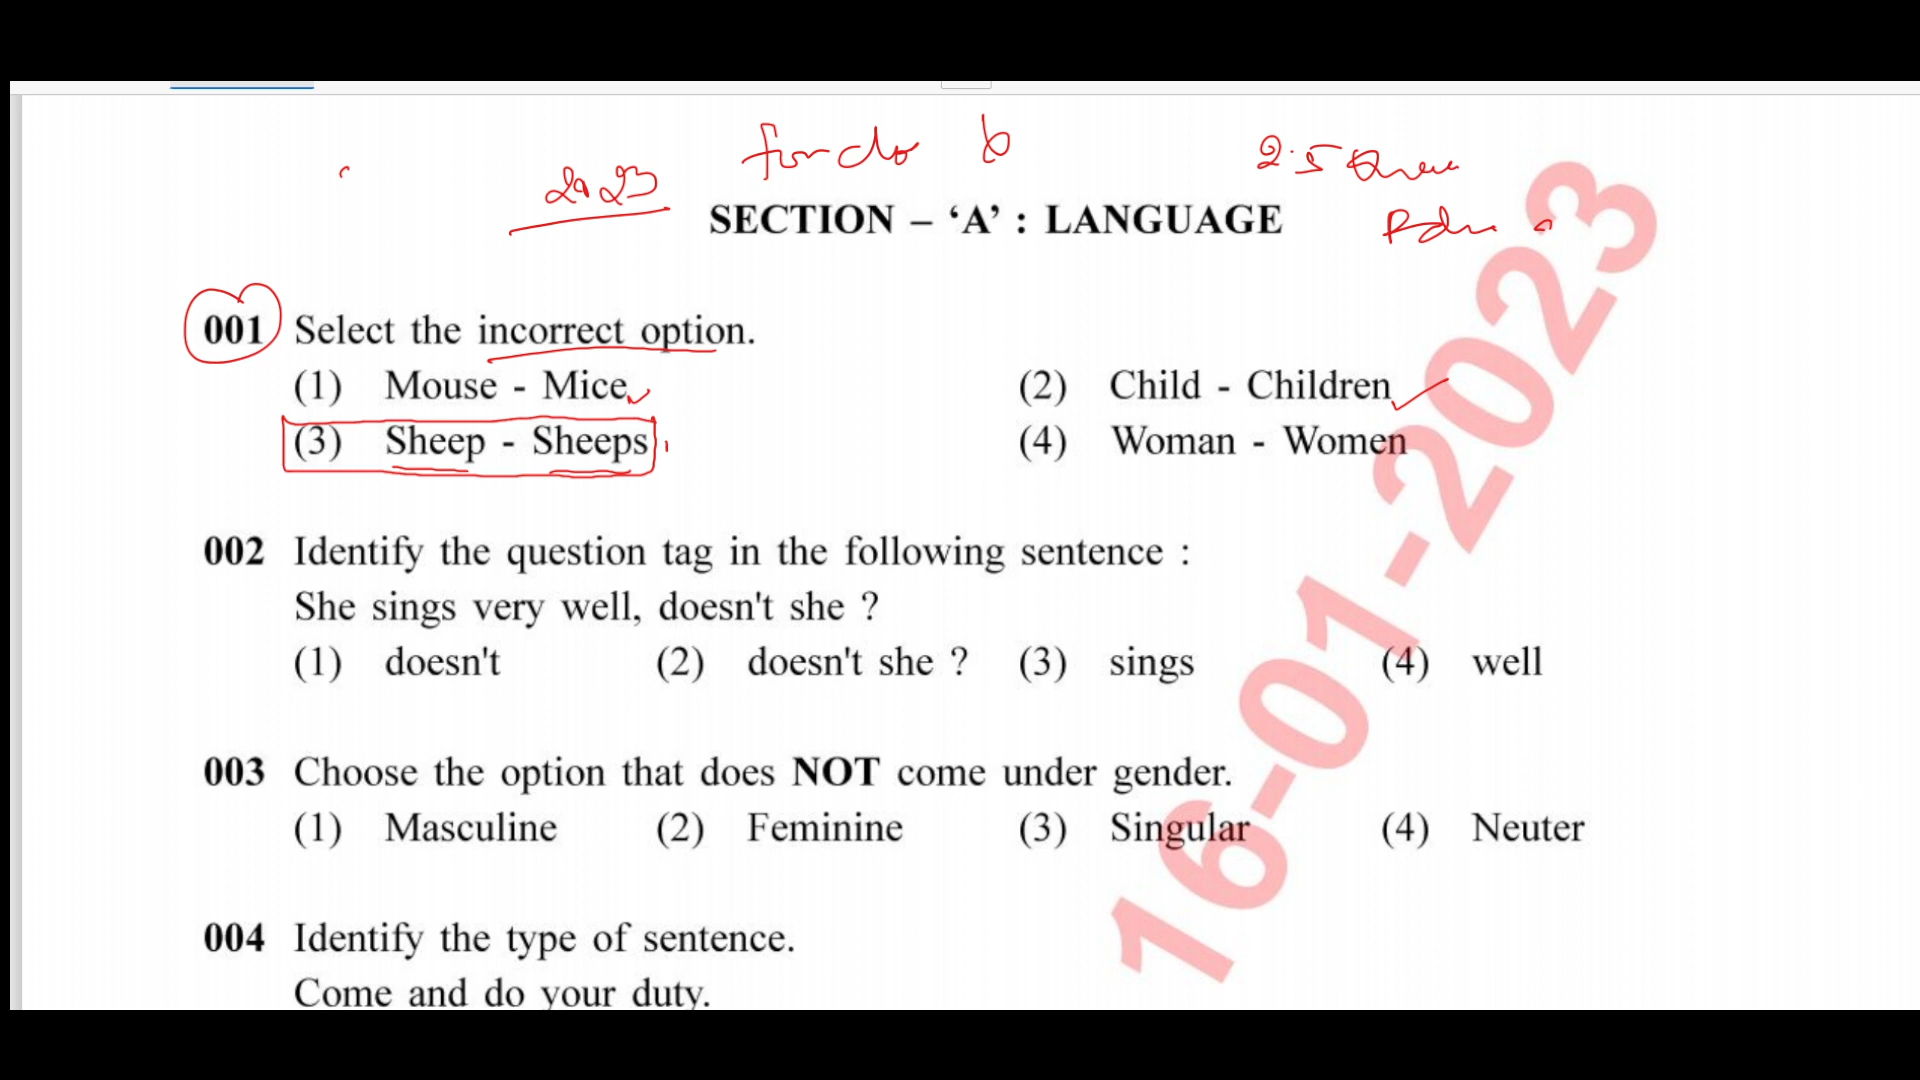 2023
2.5
SECTION – ‘A’ : LANGUAGE
001 Select the incorrect option.
(1) Mouse - Mice (2) Child - Children
(3) Sheep - Sheeps (4) Woman - Women
002 Identify the question tag in the following sentence :
She sings very well, doesn't she ?
(1) doesn't (2) doesn't she ? (3) sings (4) well
003 Choose the option that does NOT come under gender.
(1) Masculine (2) Feminine (3) Singular (4) Neuter
004 Identify the type of sentence.
Come and do your duty.
16-01-2023